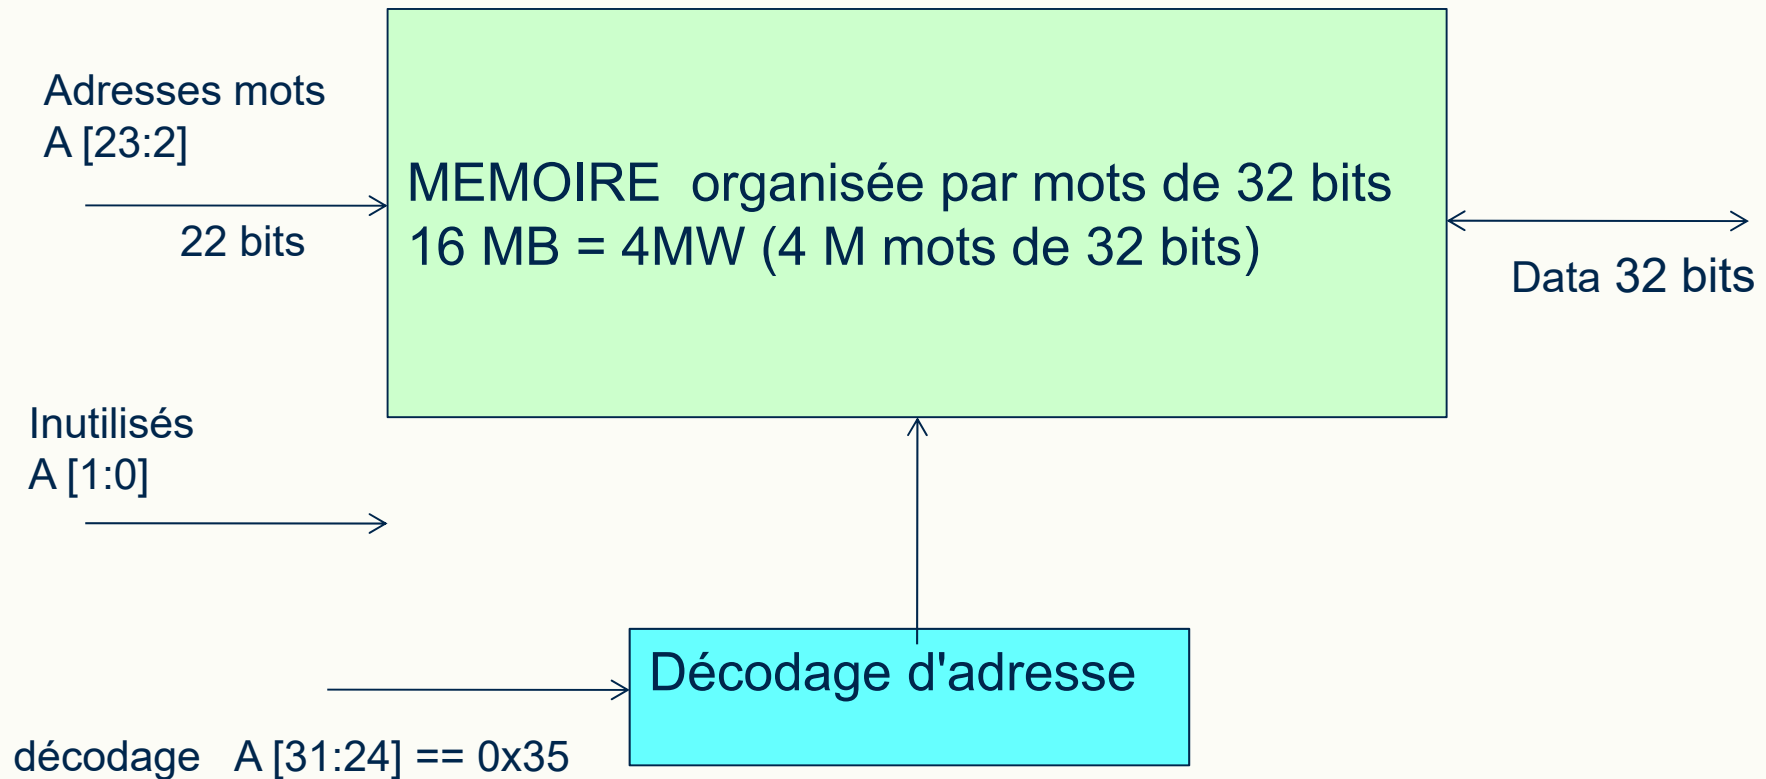 Adresses mots
A [23:2]
22 bits
MEMOIRE  organisée par mots de 32 bits
16 MB = 4MW (4 M mots de 32 bits)
Data 32 bits
Inutilisés
A [1:0]
Décodage d'adresse
décodage   A [31:24] == 0x35